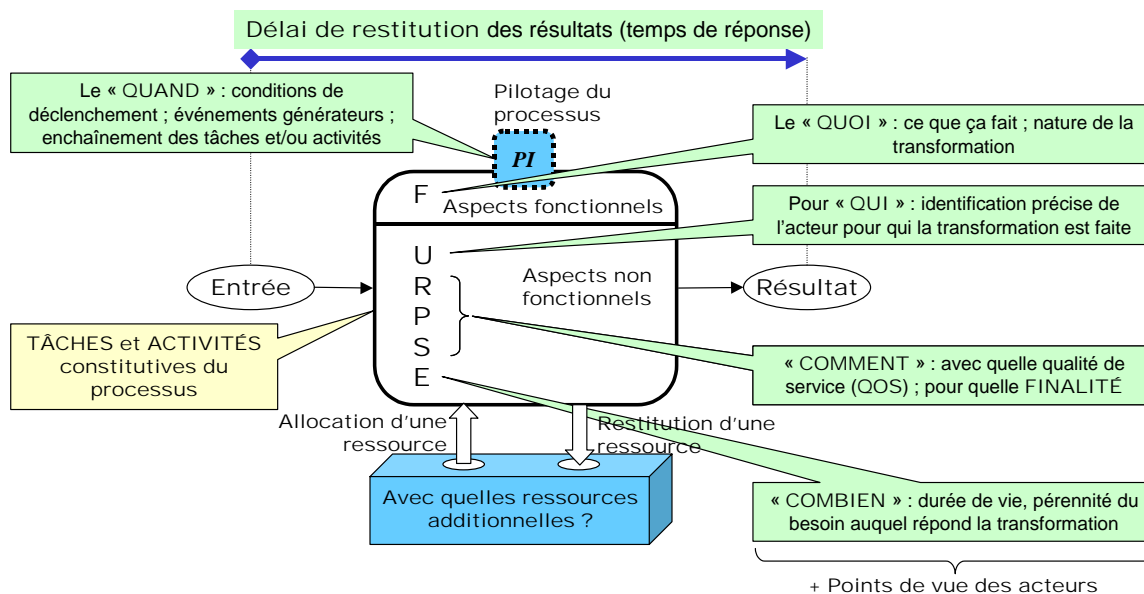 Délai de restitution des résultats (temps de réponse)
Le « QUAND » : conditions de
déclenchement ; événements générateurs ;
enchaînement des tâches et/ou activités
Pilotage du
processus
PI
Le « QUOI » : ce que ça fait ; nature de la
transformation
F
Aspects fonctionnels
Pour « QUI » : identification précise de
l'acteur pour qui la transformation est faite
U
R
P
S
E
Aspects non
fonctionnels
Entrée
Résultat
TÂCHES et ACTIVITÉS
constitutives du
processus
« COMMENT » : avec quelle qualité de
service (QOS) ; pour quelle FINALITÉ
Allocation d'une
ressource
Restitution d'une
ressource
Avec quelles ressources
additionnelles ?
« COMBIEN » : durée de vie, pérennité du
besoin auquel répond la transformation
+ Points de vue des acteurs